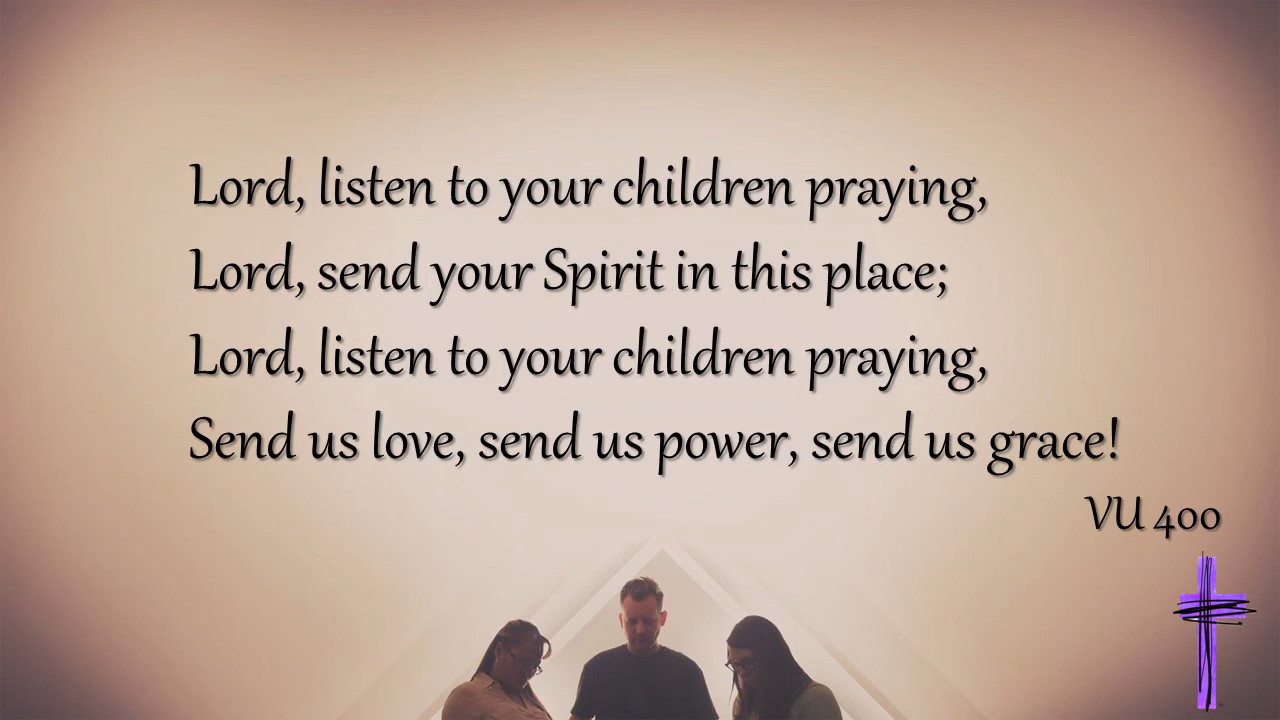 Lord, listen to your children praying,
Lord, send your Spirit in this place;
Lord, listen to your children praying,
Send us love, send us power, send us grace!
VU 400